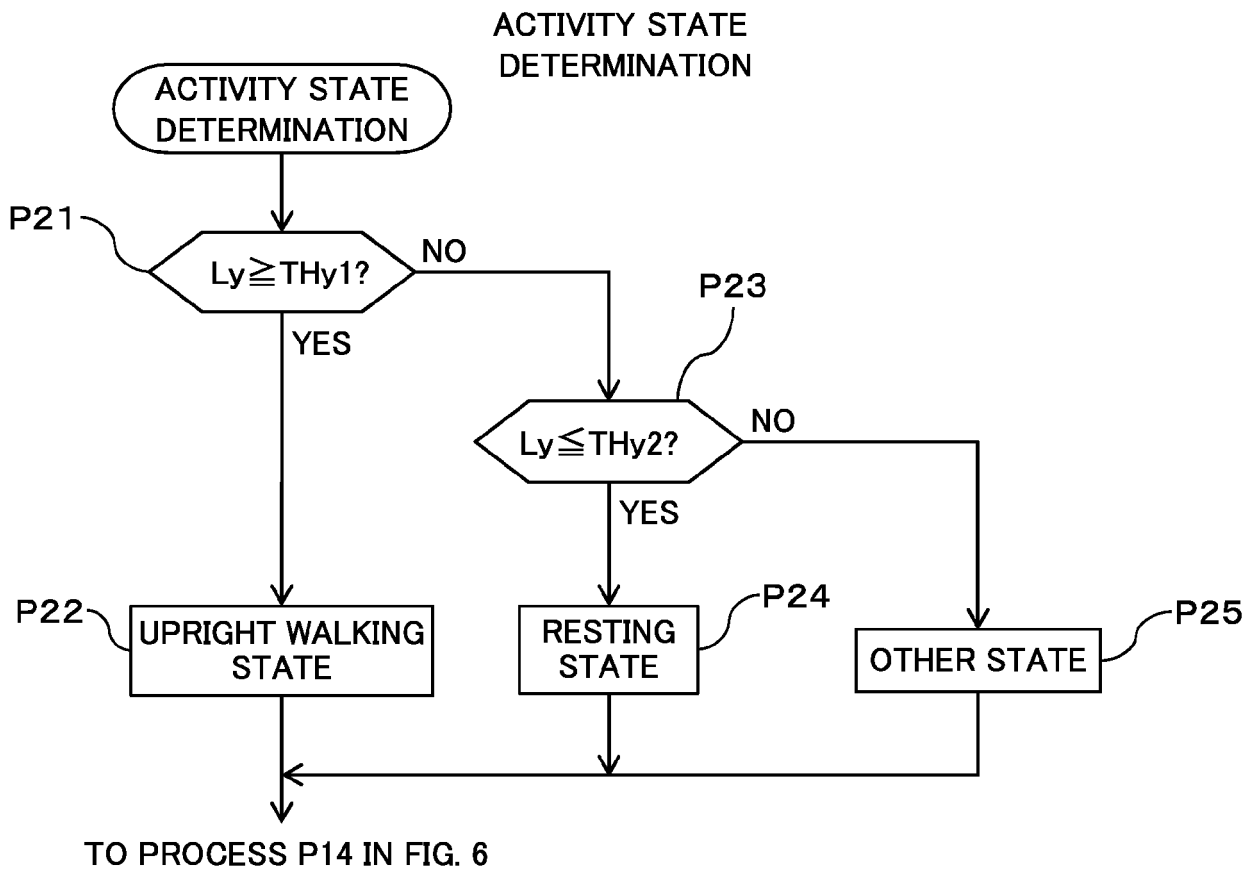 ACTIVITY STATE
DETERMINATION
ACTIVITY STATE
DETERMINATION
P21
Ly≧THy1?
NO
YES
P23
Ly≦THy2?
NO
YES
P22
UPRIGHT WALKING
STATE
P24
RESTING
STATE
P25
OTHER STATE
TO PROCESS P14 IN FIG. 6